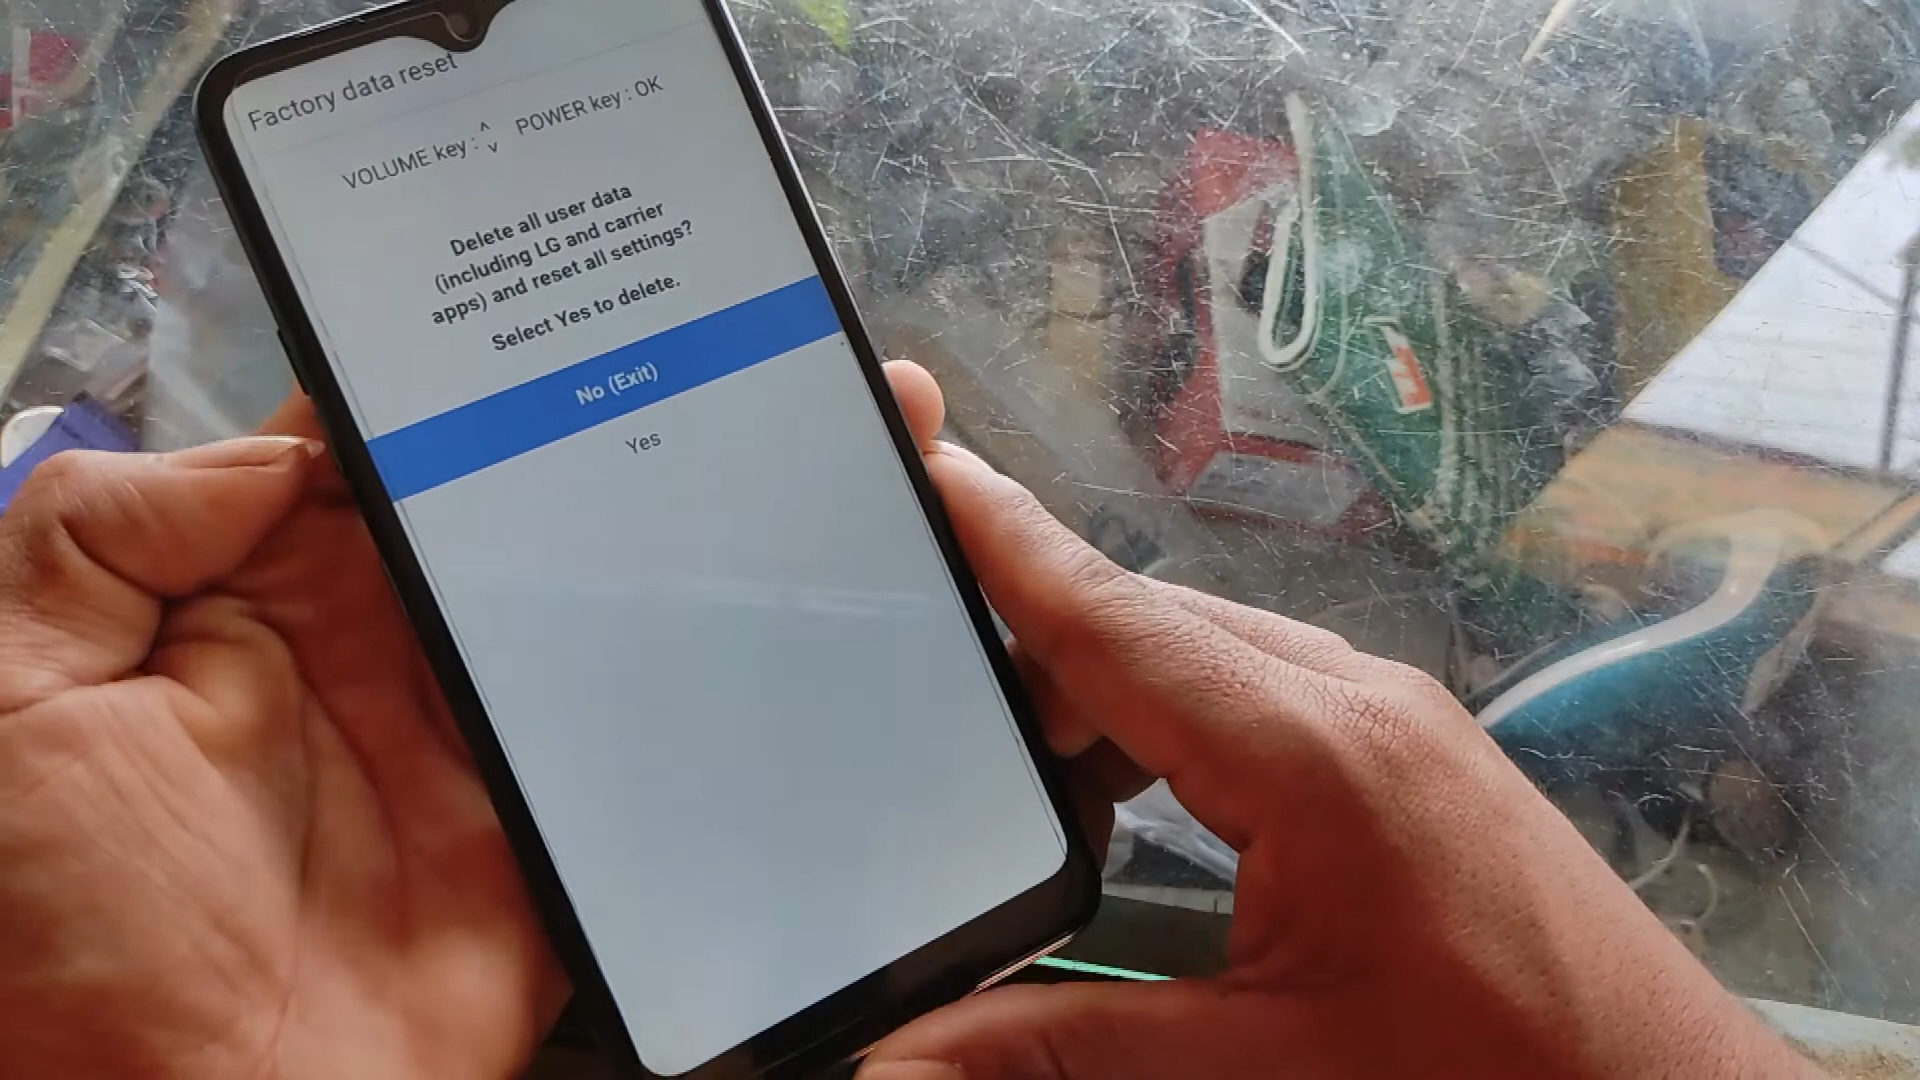 Factory data reset
VOLUME key : ^ v POWER key : OK
Delete all user data
(including LG and carrier
apps) and reset all settings?
Select Yes to delete.
No (Exit)
Yes